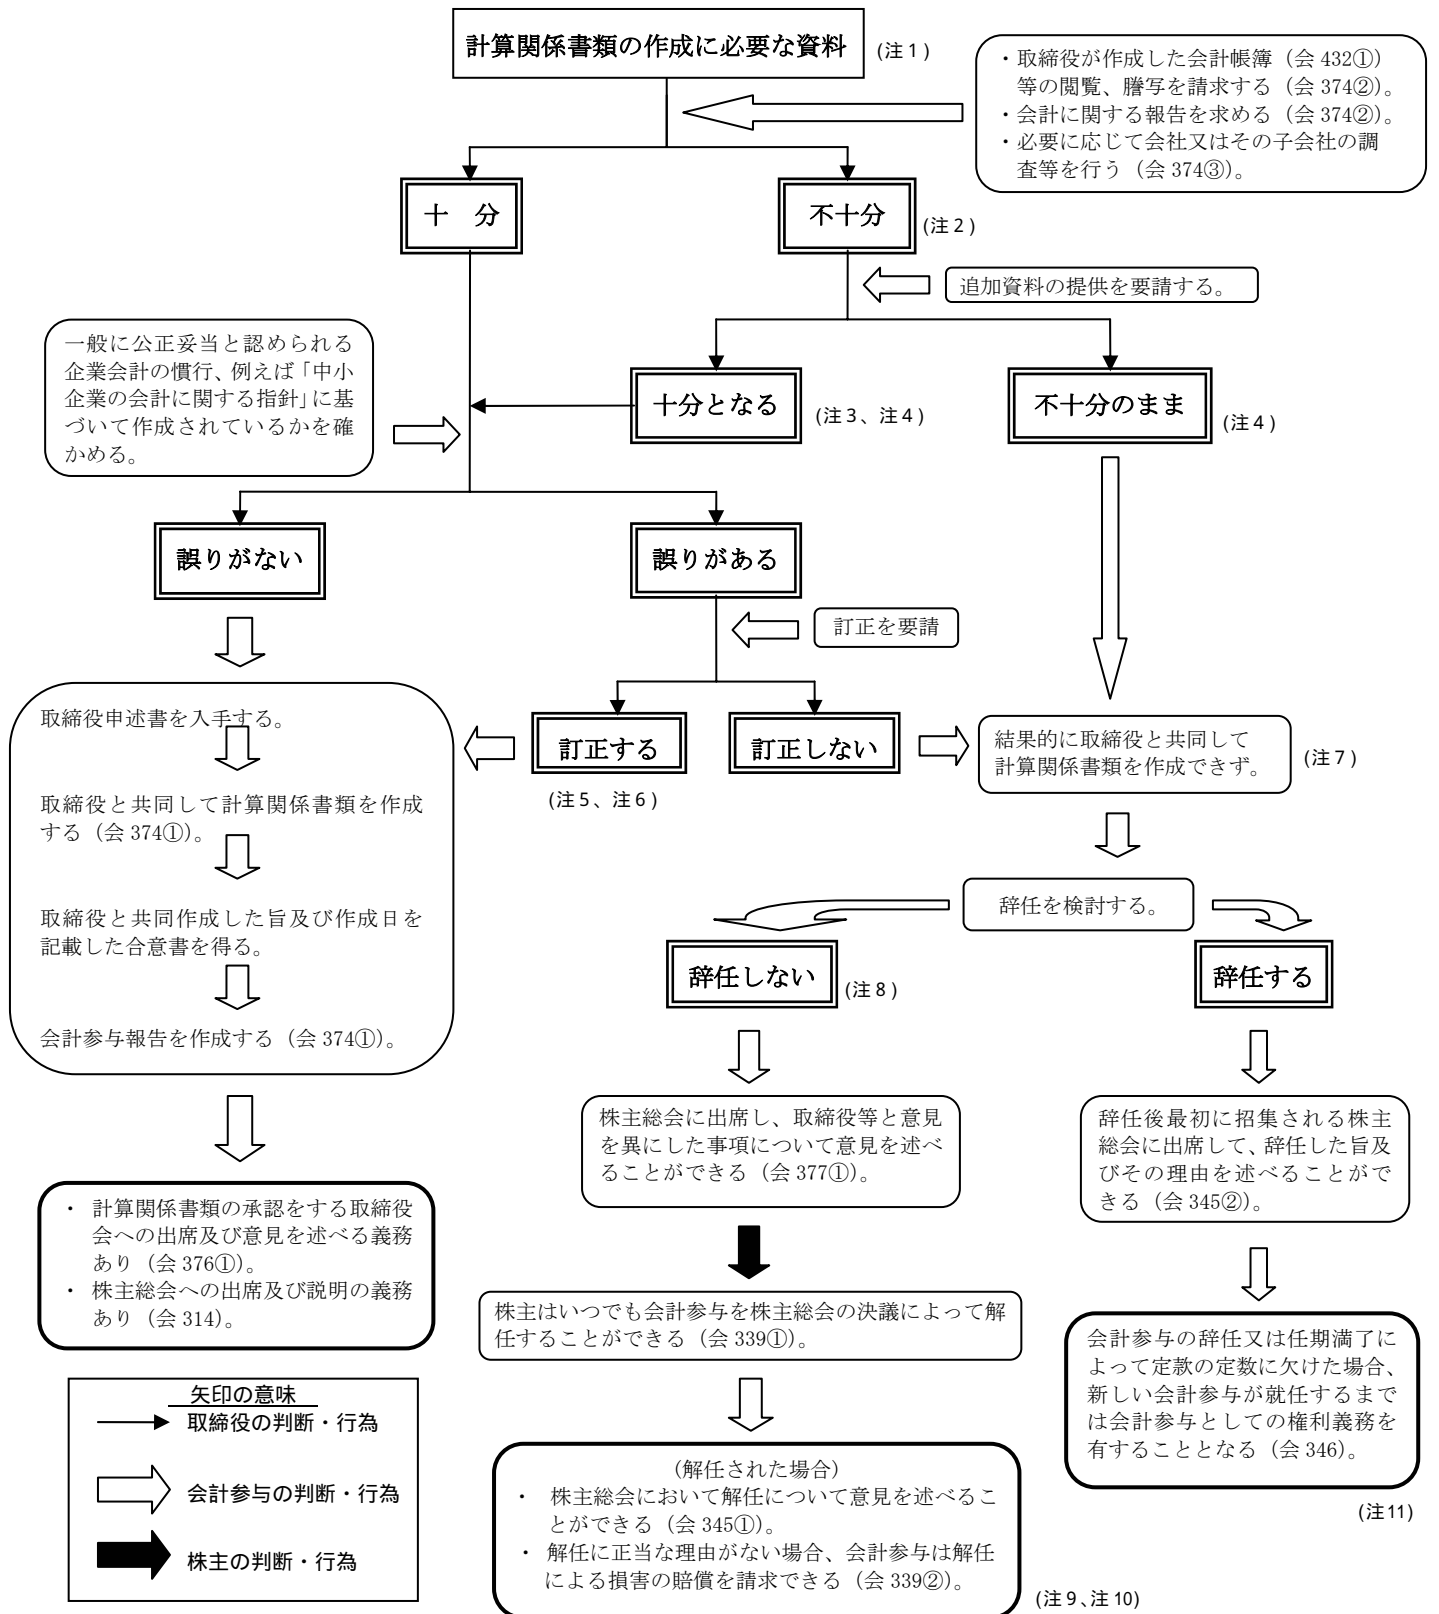 計算関係書類の作成に必要な資料
(注1)
・取締役が作成した会計帳簿（会 432①）
等の閲覧、謄写を請求する（会 374②）。
・会計に関する報告を求める（会 374②）。
・必要に応じて会社又はその子会社の調
査等を行う（会 374③）。
十　分
不十分
(注2)
追加資料の提供を要請する。
一般に公正妥当と認められる
企業会計の慣行、例えば「中小
企業の会計に関する指針」に基
づいて作成されているかを確
かめる。
十分となる
(注3、注4)
不十分のまま
(注4)
誤りがない
誤りがある
訂正を要請
取締役申述書を入手する。
取締役と共同して計算関係書類を作成
する（会 374①）。
取締役と共同作成した旨及び作成日を
記載した合意書を得る。
会計参与報告を作成する（会 374①）。
訂正する
(注5、注6)
訂正しない
結果的に取締役と共同して
計算関係書類を作成できず。
(注7)
辞任を検討する。
辞任しない
(注8)
辞任する
株主総会に出席し、取締役等と意見
を異にした事項について意見を述べ
ることができる（会 377①）。
辞任後最初に招集される株主
総会に出席して、辞任した旨及
びその理由を述べることがで
きる（会 345②）。
・ 計算関係書類の承認をする取締役
会への出席及び意見を述べる義務
あり（会 376①）。
・ 株主総会への出席及び説明の義務
あり（会 314）。
株主はいつでも会計参与を株主総会の決議によって解
任することができる（会 339①）。
会計参与の辞任又は任期満了に
よって定款の定数に欠けた場合、
新しい会計参与が就任するまで
は会計参与としての権利義務を
有することとなる（会 346）。
(注11)
矢印の意味
取締役の判断・行為
会計参与の判断・行為
株主の判断・行為
（解任された場合）
・ 株主総会において解任について意見を述べるこ
とができる（会 345①）。
・ 解任に正当な理由がない場合、会計参与は解任
による損害の賠償を請求できる（会 339②）。
(注9、注10)